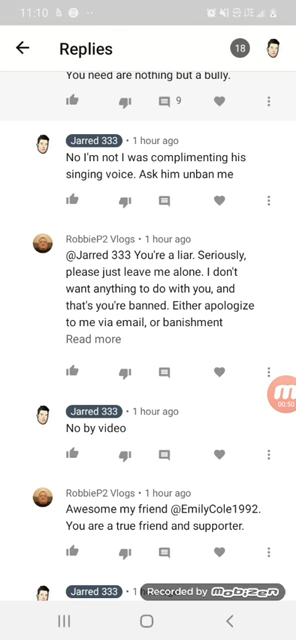 11:10
Replies
18
You need are nothing but a bully.
9
Jarred 333 • 1 hour ago
No I'm not I was complimenting his
singing voice. Ask him unban me
RobbieP2 Vlogs • 1 hour ago
@Jarred 333 You're a liar. Seriously,
please just leave me alone. I don't
want anything to do with you, and
that's you're banned. Either apologize
to me via email, or banishment
Read more
00:50
Jarred 333 • 1 hour ago
No by video
RobbieP2 Vlogs • 1 hour ago
Awesome my friend @EmilyCole1992.
You are a true friend and supporter.
Jarred 333 • 1
Recorded by Mobizen